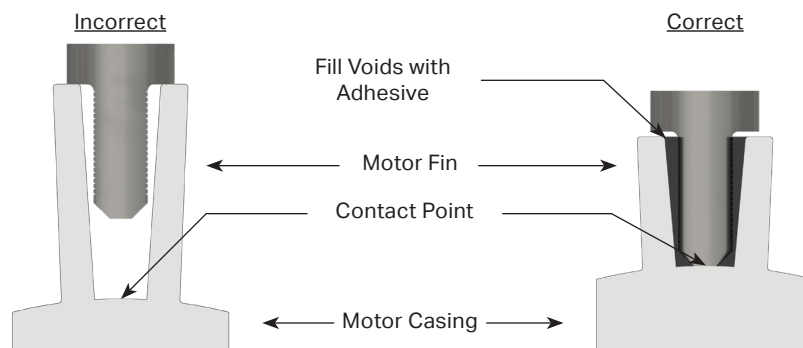 Incorrect
Correct
Fill Voids with
Adhesive
Motor Fin
Contact Point
Motor Casing